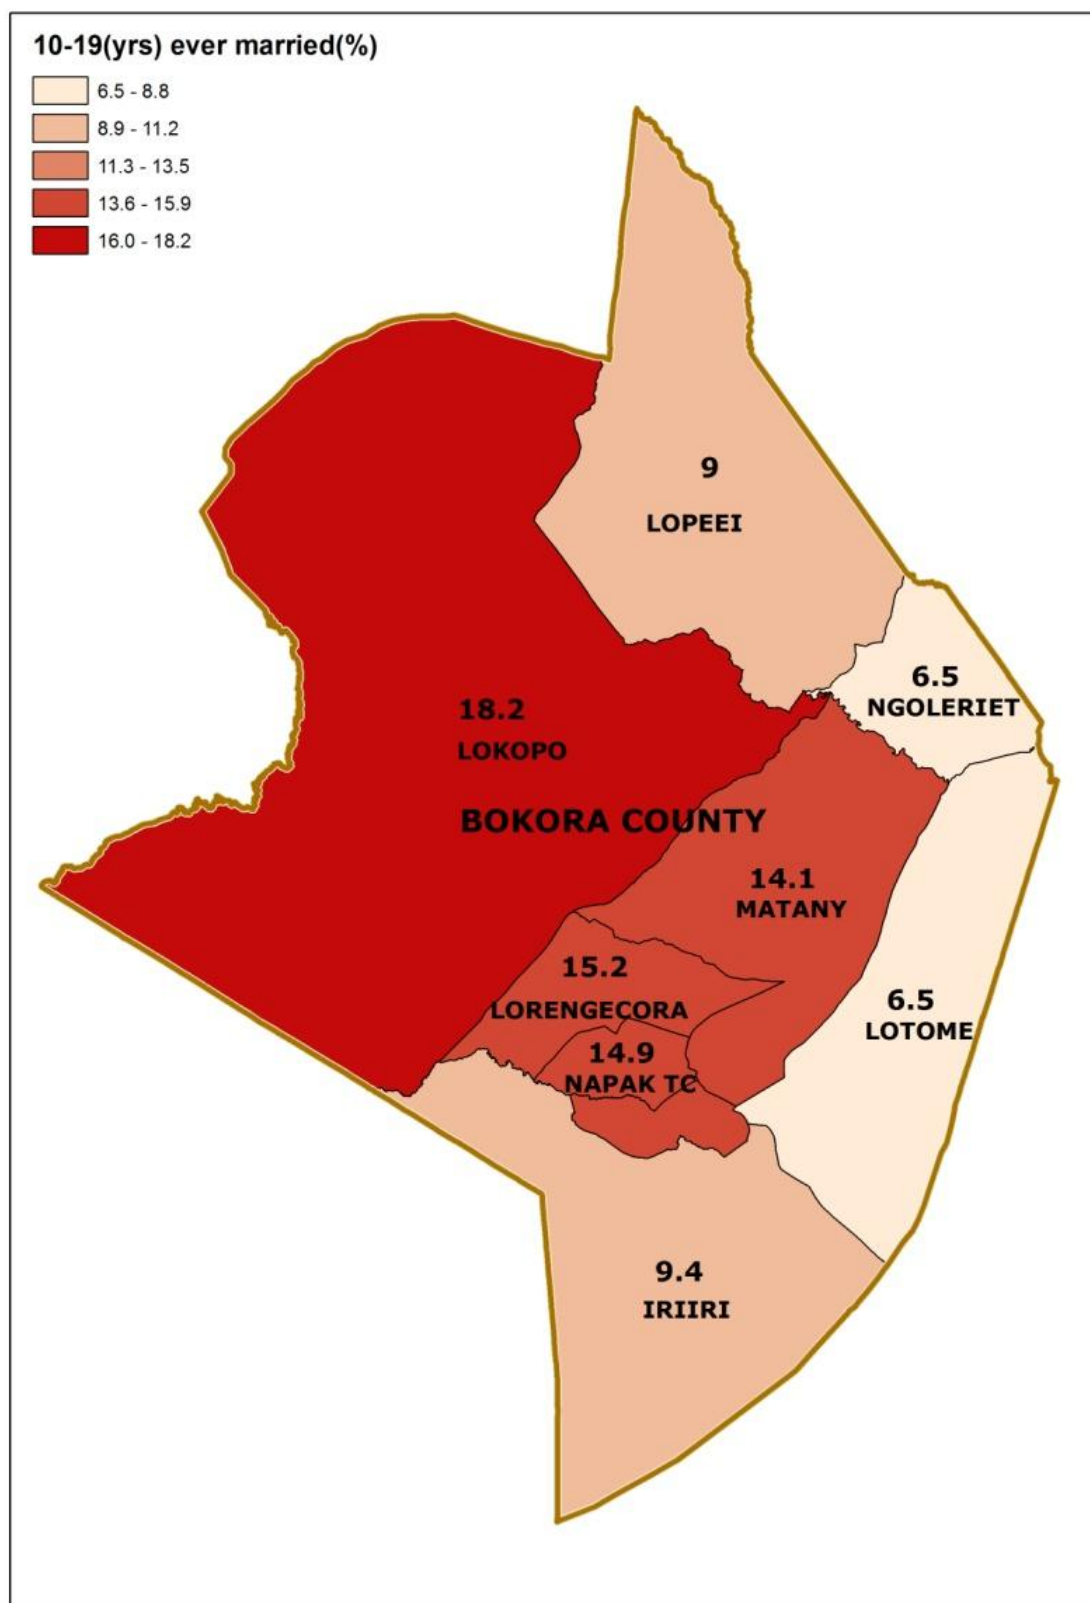 10-19(yrs) ever married(%)
6.5 - 8.8
8.9 - 11.2
11.3 - 13.5
13.6 - 15.9
16.0 - 18.2
9
LOPEEI
6.5
NGOLERIET
18.2
LOKOPO
BOKORA COUNTY
14.1
MATANY
15.2
LORENGECORA
6.5
LOTOME
14.9
NAPAK TC
9.4
IRIIRI